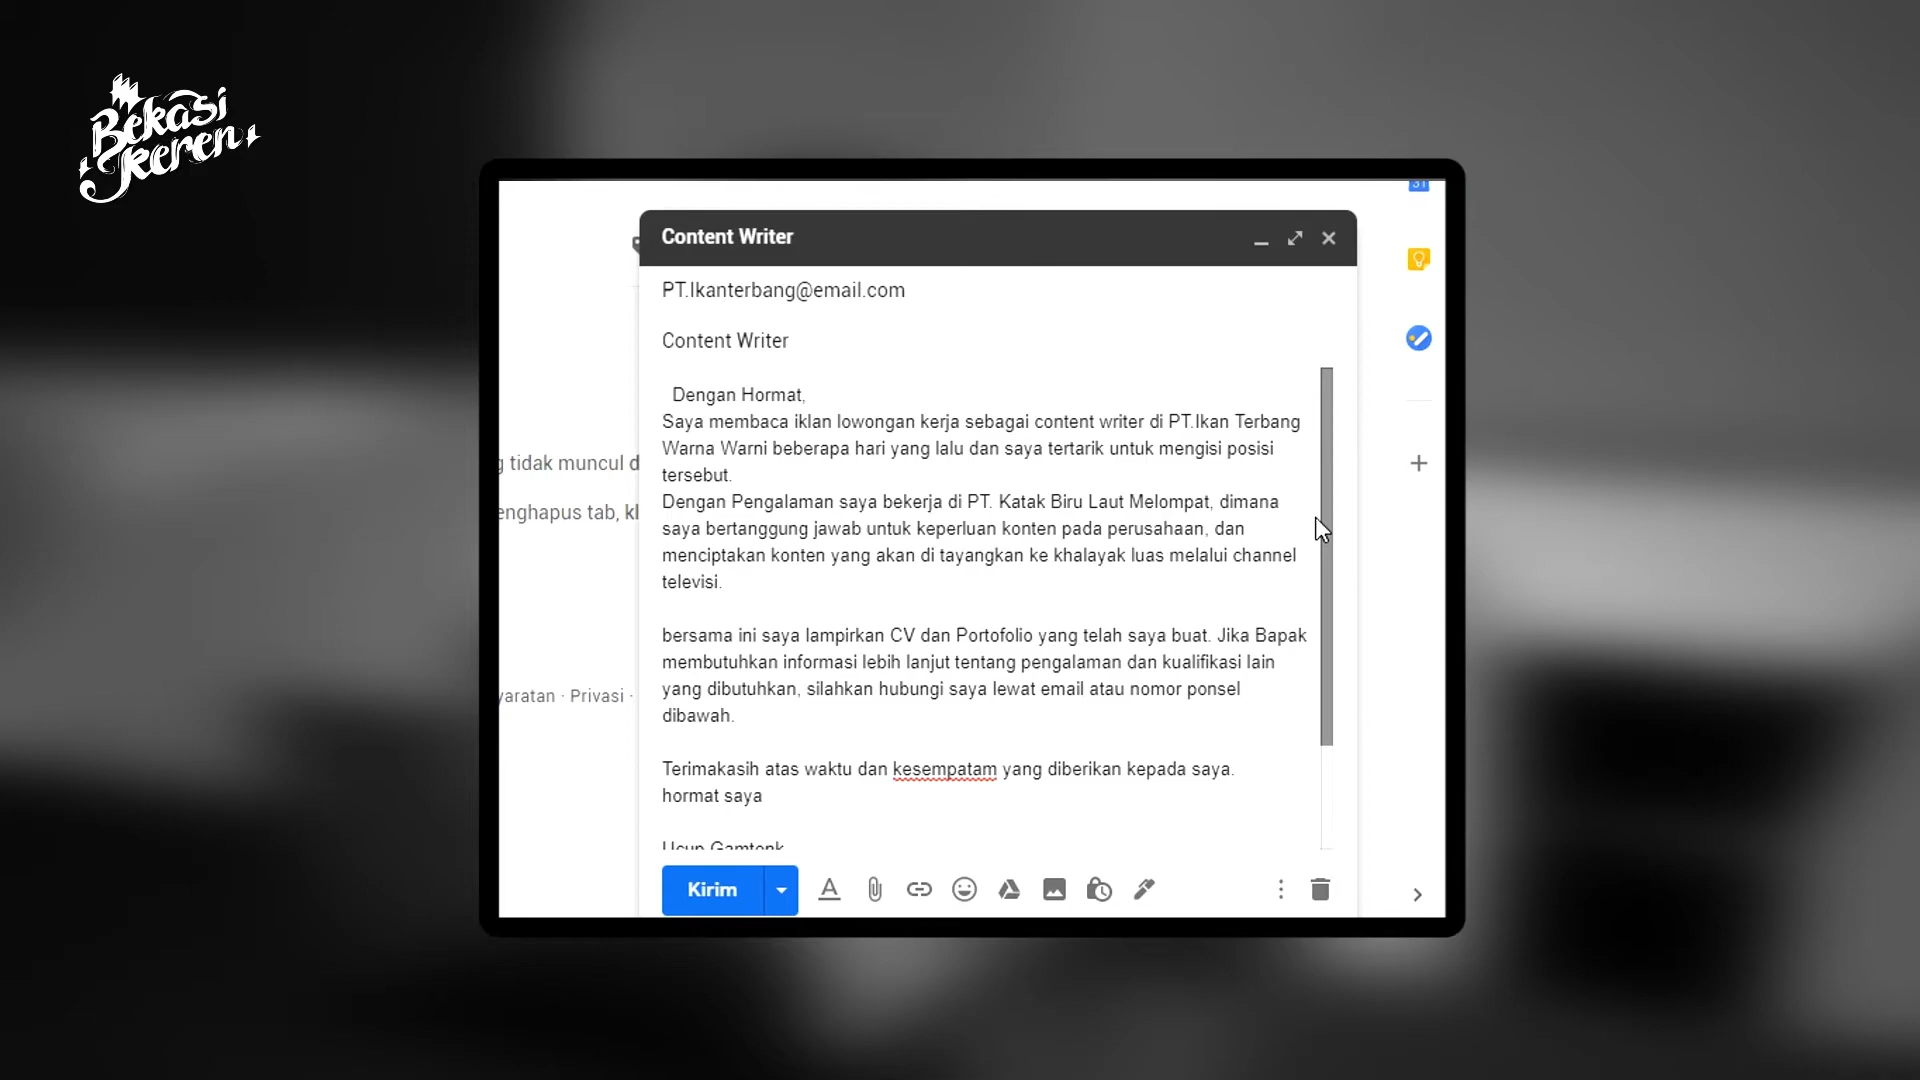 Bekasi
Keren
31
Content Writer
PT.Ikanterbang@email.com
Content Writer
Dengan Hormat,
Saya membaca iklan lowongan kerja sebagai content writer di PT.Ikan Terbang
Warna Warni beberapa hari yang lalu dan saya tertarik untuk mengisi posisi
tersebut.
Dengan Pengalaman saya bekerja di PT. Katak Biru Laut Melompat, dimana
saya bertanggung jawab untuk keperluan konten pada perusahaan, dan
menciptakan konten yang akan di tayangkan ke khalayak luas melalui channel
televisi.
bersama ini saya lampirkan CV dan Portofolio yang telah saya buat. Jika Bapak
membutuhkan informasi lebih lanjut tentang pengalaman dan kualifikasi lain
yang dibutuhkan, silahkan hubungi saya lewat email atau nomor ponsel
dibawah.
Terimakasih atas waktu dan kesempatam yang diberikan kepada saya.
hormat saya
Ucup Gamtenk
g tidak muncul d
enghapus tab, kl
yaratan · Privasi ·
Kirim